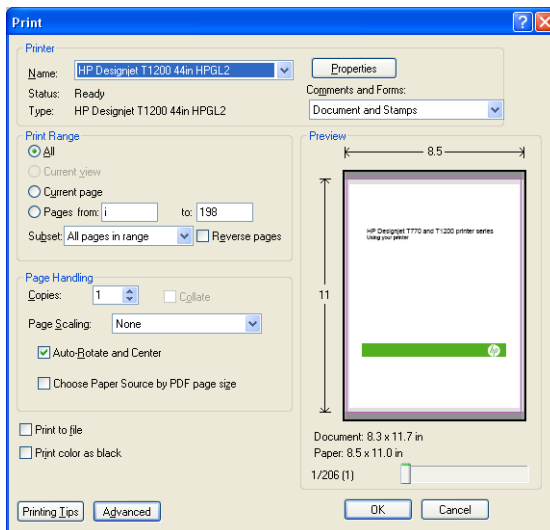 Print
Printer
Name: HP Designjet T1200 44in HPGL2
Properties
Status: Ready
Type: HP Designjet T1200 44in HPGL2
Comments and Forms:
Document and Stamps
Print Range
All
Current view
Current page
Pages from: i to: 198
Subset: All pages in range
Reverse pages
Page Handling
Copies: 1
Collate
Page Scaling: None
Auto-Rotate and Center
Choose Paper Source by PDF page size
Print to file
Print color as black
Preview
8.5
11
HP Designjet T770 and T1200 printer series
Using your printer
hp
Document: 8.3 x 11.7 in
Paper: 8.5 x 11.0 in
1/206 (1)
Printing Tips
Advanced
OK
Cancel